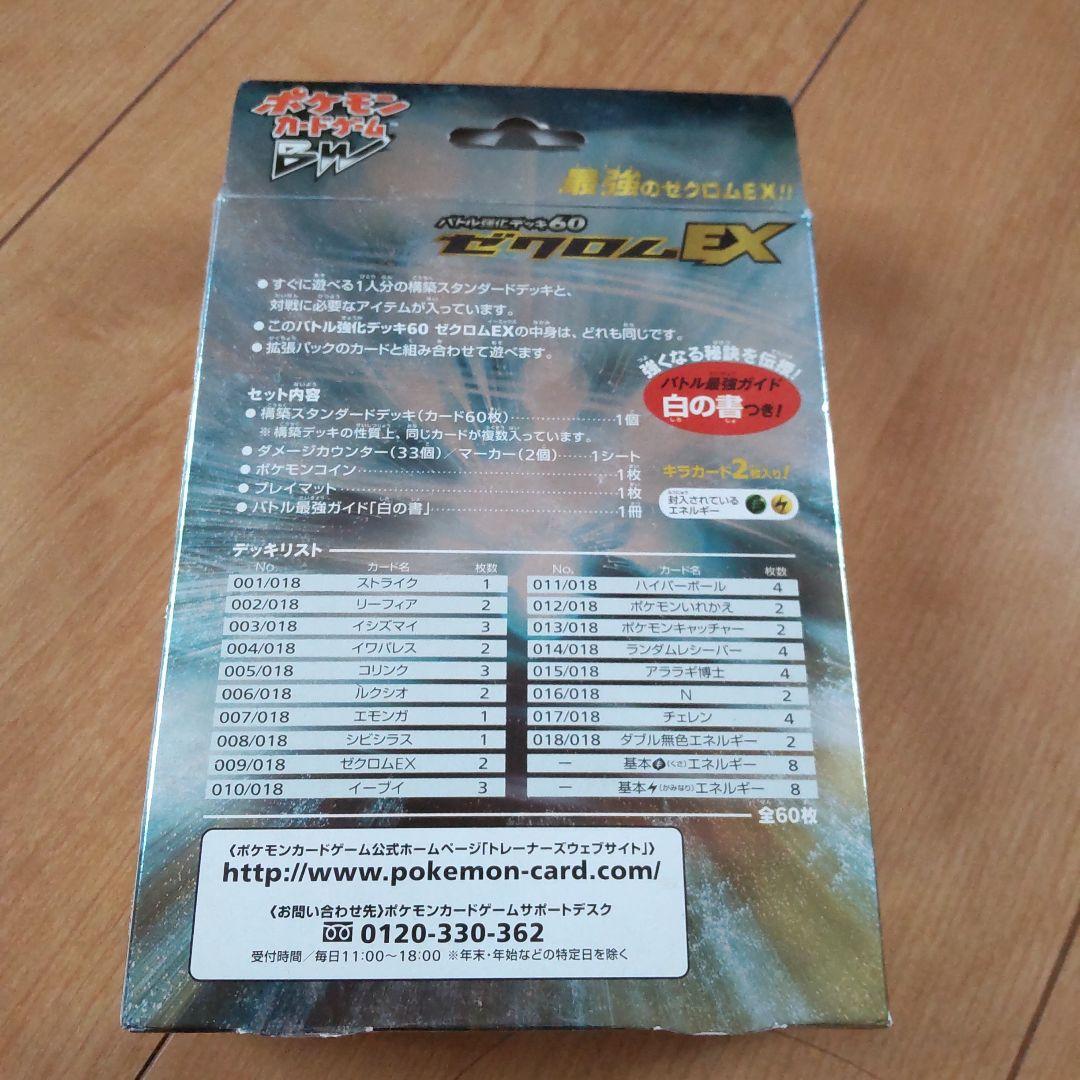 ポケモン
カードゲーム
BW
最強のゼクロムEX!!
バトル強化デッキ60
ゼクロムEX
●すぐに遊べる1人分の構築スタンダードデッキと、
対戦に必要なアイテムが入っています。
●このバトル強化デッキ60 ゼクロムEXの中身は、どれも同じです。
●拡張パックのカードと組み合わせて遊べます。
強くなる秘訣を伝授!
バトル最強ガイド
白の書つき!
セット内容
●構築スタンダードデッキ(カード60枚)……………1個
※構築デッキの性質上、同じカードが複数入っています。
●ダメージカウンター(33個)/マーカー(2個)……1シート
●ポケモンコイン……………1枚
●プレイマット……………1枚
●バトル最強ガイド「白の書」……………1冊
キラカード2枚入り!
封入されている
エネルギー
デッキリスト
No. カード名 枚数
001/018 ストライク 1
002/018 リーフィア 2
003/018 イシズマイ 3
004/018 イワパレス 2
005/018 コリンク 3
006/018 ルクシオ 2
007/018 エモンガ 1
008/018 シビシラス 1
009/018 ゼクロムEX 2
010/018 イーブイ 3
No. カード名 枚数
011/018 ハイパーボール 4
012/018 ポケモンいれかえ 2
013/018 ポケモンキャッチャー 2
014/018 ランダムレシーバー 4
015/018 アララギ博士 4
016/018 N 2
017/018 チェレン 4
018/018 ダブル無色エネルギー 2
― 基本(くさ)エネルギー 8
― 基本(かみなり)エネルギー 8
全60枚
〈ポケモンカードゲーム公式ホームページ「トレーナーズウェブサイト」〉
http://www.pokemon-card.com/
〈お問い合わせ先〉ポケモンカードゲームサポートデスク
0120-330-362
受付時間/毎日11:00〜18:00 ※年末・年始などの特定日を除く